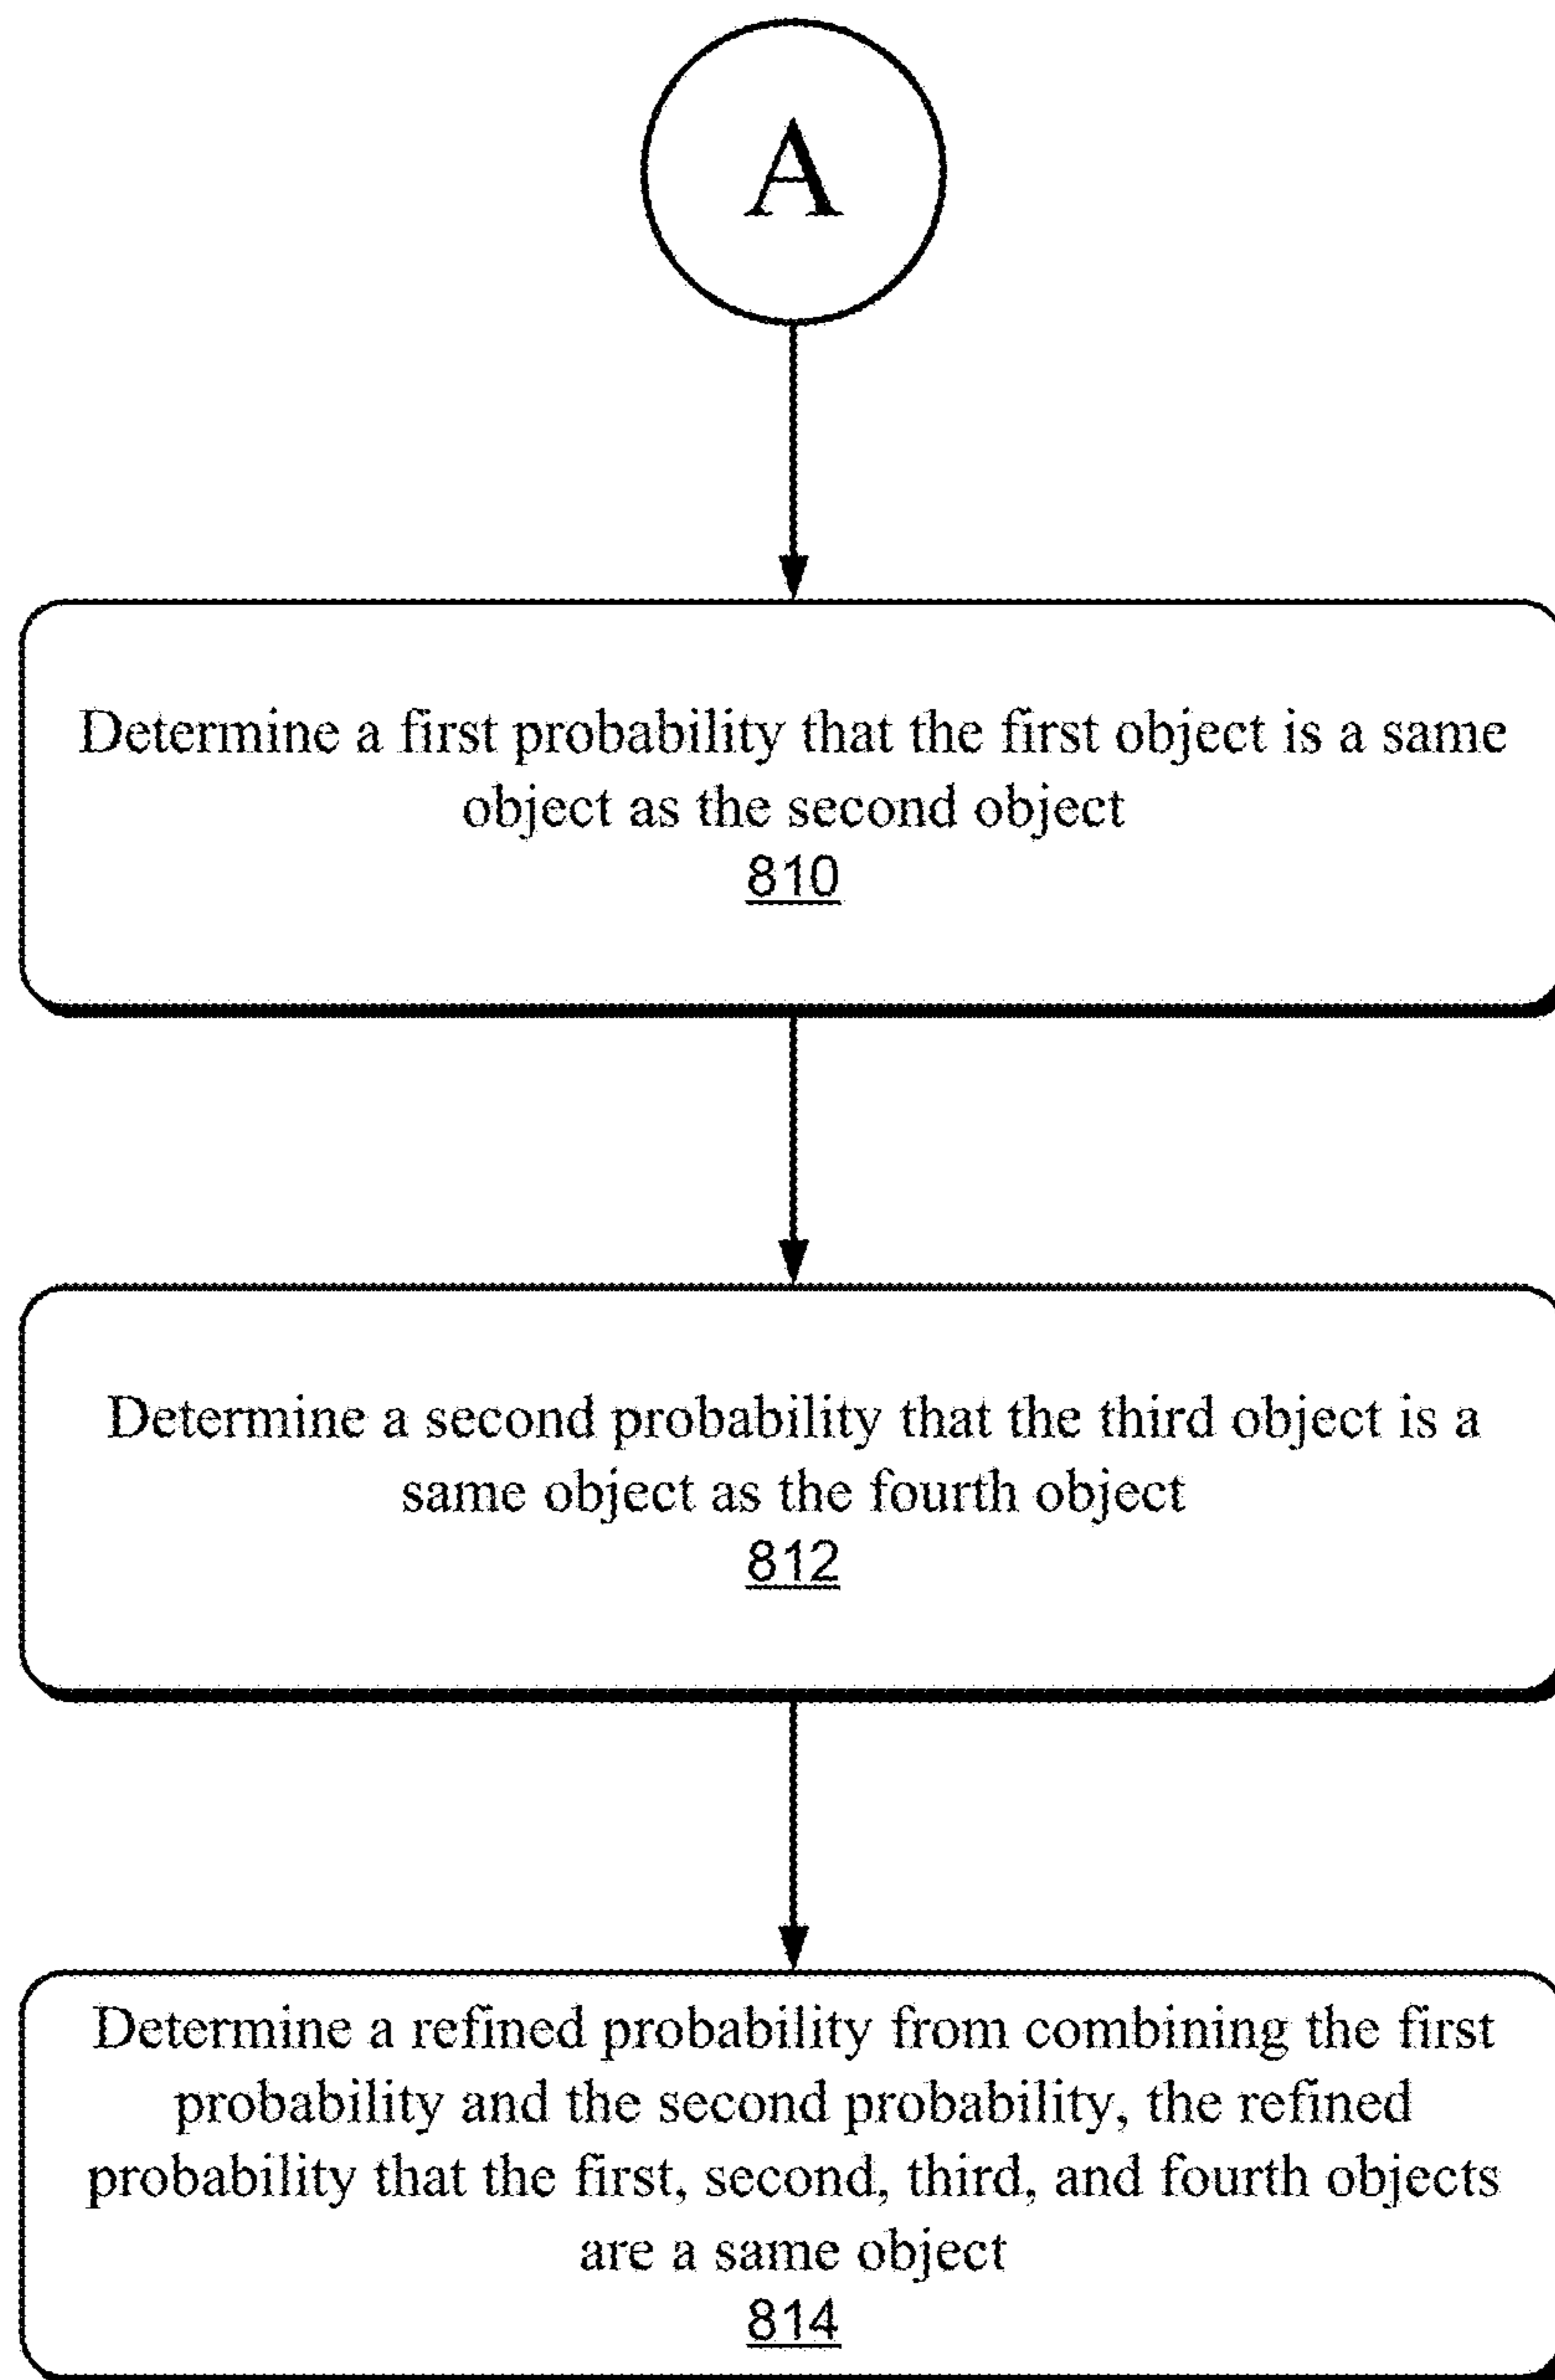 A
Determine a first probability that the first object is a same
object as the second object
810
Determine a second probability that the third object is a
same object as the fourth object
812
Determine a refined probability from combining the first
probability and the second probability, the refined
probability that the first, second, third, and fourth objects
are a same object
814